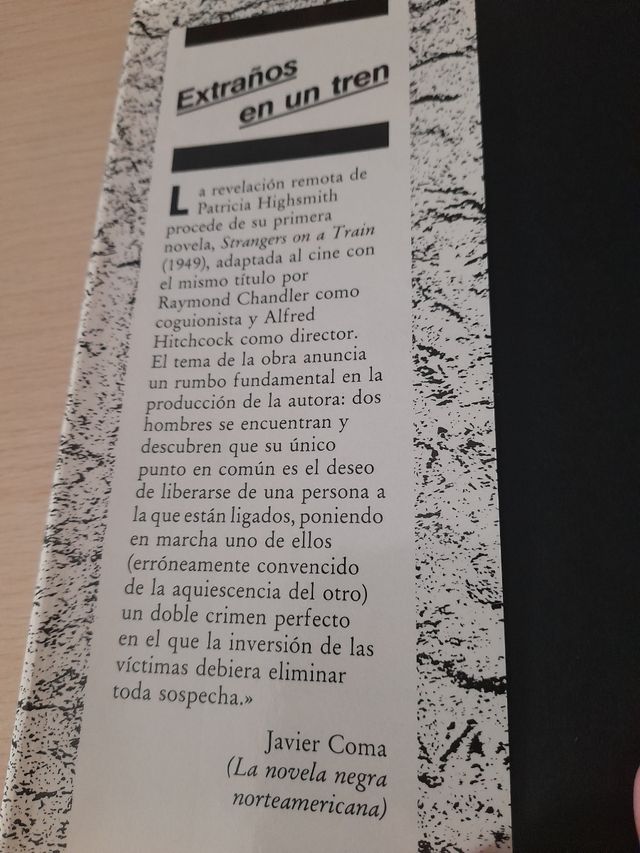 Extraños
en un tren
La revelación remota de
Patricia Highsmith
procede de su primera
novela, Strangers on a Train
(1949), adaptada al cine con
el mismo título por
Raymond Chandler como
coguionista y Alfred
Hitchcock como director.
El tema de la obra anuncia
un rumbo fundamental en la
producción de la autora: dos
hombres se encuentran y
descubren que su único
punto en común es el deseo
de liberarse de una persona a
la que están ligados, poniendo
en marcha uno de ellos
(erróneamente convencido
de la aquiescencia del otro)
un doble crimen perfecto
en el que la inversión de las
víctimas debiera eliminar
toda sospecha.»
Javier Coma
(La novela negra
norteamericana)